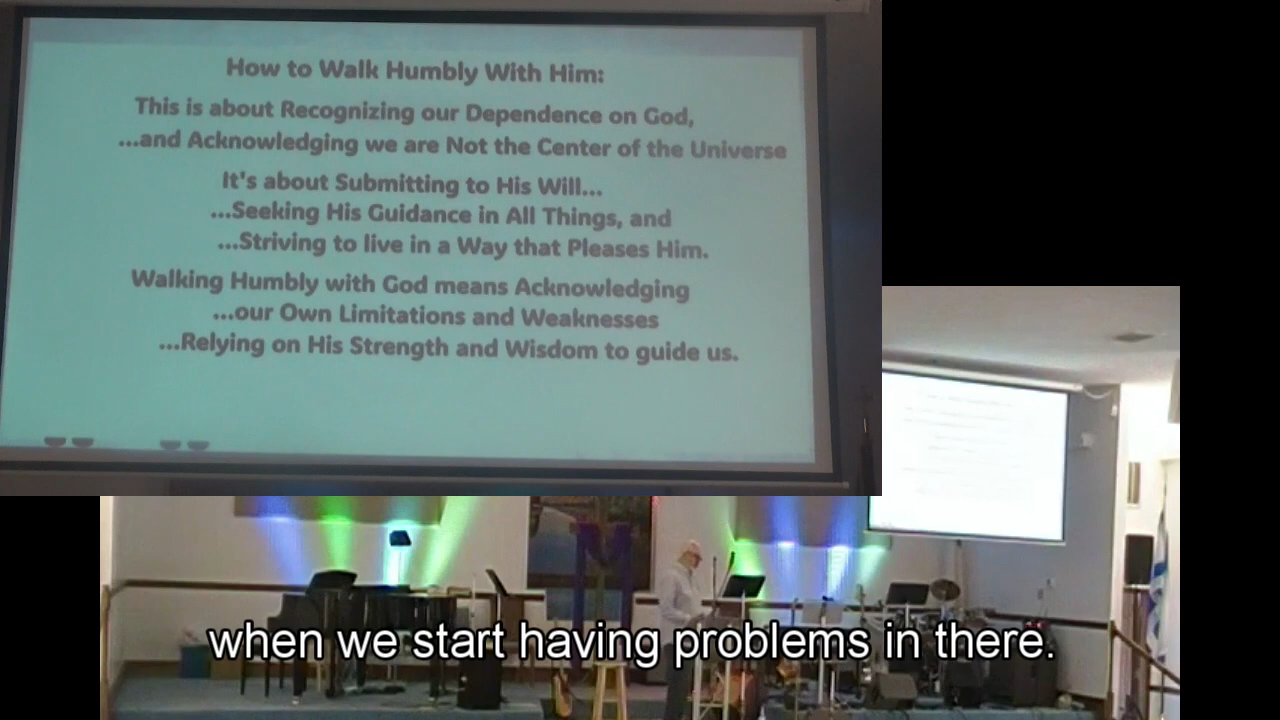 How to Walk Humbly With Him:
This is about Recognizing our Dependence on God,
...and Acknowledging we are Not the Center of the Universe
It's about Submitting to His Will...
...Seeking His Guidance in All Things, and
...Striving to live in a Way that Pleases Him.
Walking Humbly with God means Acknowledging
...our Own Limitations and Weaknesses
...Relying on His Strength and Wisdom to guide us.
when we start having problems in there.